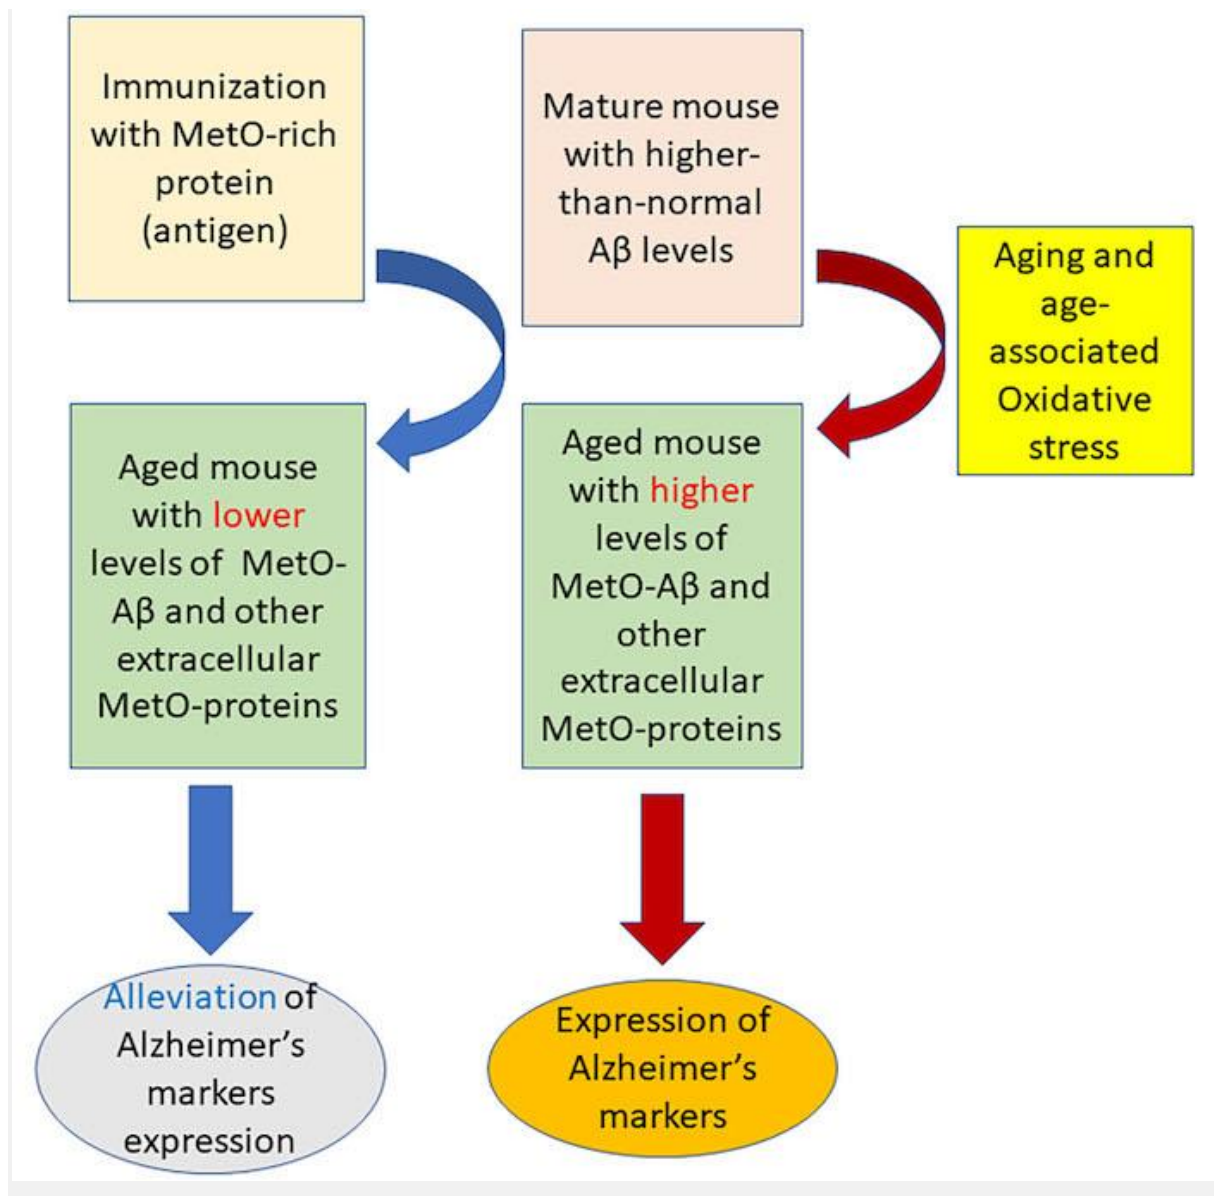 Immunization
with MetO-rich
protein
(antigen)
Mature mouse
with higher-
than-normal
Aβ levels
Aging and
age-
associated
Oxidative
stress
Aged mouse
with lower
levels of MetO-
Aβ and other
extracellular
MetO-proteins
Aged mouse
with higher
levels of
MetO-Aβ and
other
extracellular
MetO-proteins
Alleviation of
Alzheimer’s
markers
expression
Expression of
Alzheimer’s
markers